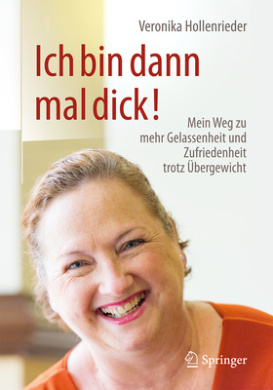 Veronika Hollenrieder
Ich bin dann
mal dick!
Mein Weg zu
mehr Gelassenheit und
Zufriedenheit
trotz Übergewicht
Springer